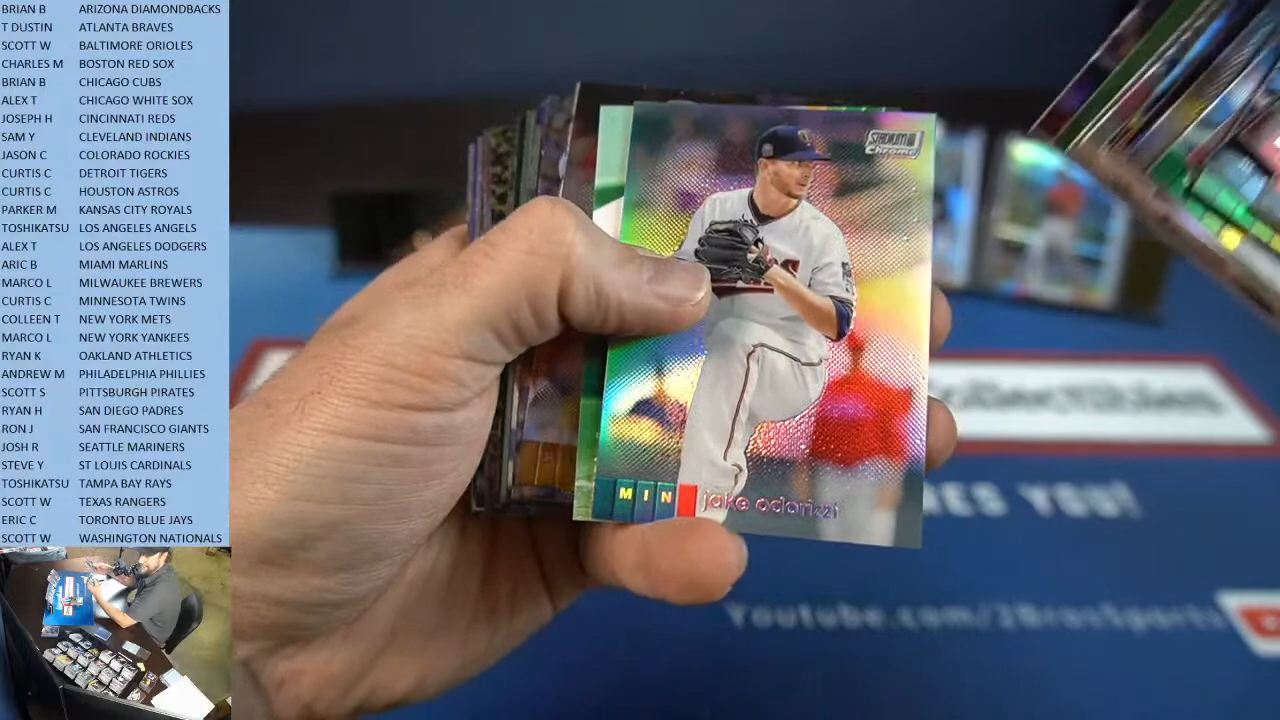 BRIAN B ARIZONA DIAMONDBACKS
T DUSTIN ATLANTA BRAVES
SCOTT W BALTIMORE ORIOLES
CHARLES M BOSTON RED SOX
BRIAN B CHICAGO CUBS
ALEX T CHICAGO WHITE SOX
JOSEPH H CINCINNATI REDS
SAM Y CLEVELAND INDIANS
JASON C COLORADO ROCKIES
CURTIS C DETROIT TIGERS
CURTIS C HOUSTON ASTROS
PARKER M KANSAS CITY ROYALS
TOSHIKATSU LOS ANGELES ANGELS
ALEX T LOS ANGELES DODGERS
ARIC B MIAMI MARLINS
MARCO L MILWAUKEE BREWERS
CURTIS C MINNESOTA TWINS
COLLEEN T NEW YORK METS
MARCO L NEW YORK YANKEES
RYAN K OAKLAND ATHLETICS
ANDREW M PHILADELPHIA PHILLIES
SCOTT S PITTSBURGH PIRATES
RYAN H SAN DIEGO PADRES
RON J SAN FRANCISCO GIANTS
JOSH R SEATTLE MARINERS
STEVE Y ST LOUIS CARDINALS
TOSHIKATSU TAMPA BAY RAYS
SCOTT W TEXAS RANGERS
ERIC C TORONTO BLUE JAYS
SCOTT W WASHINGTON NATIONALS
STADIUM
Chrome
MIN jake odorizzi
YOU!
Youtube.com/2BrosSports